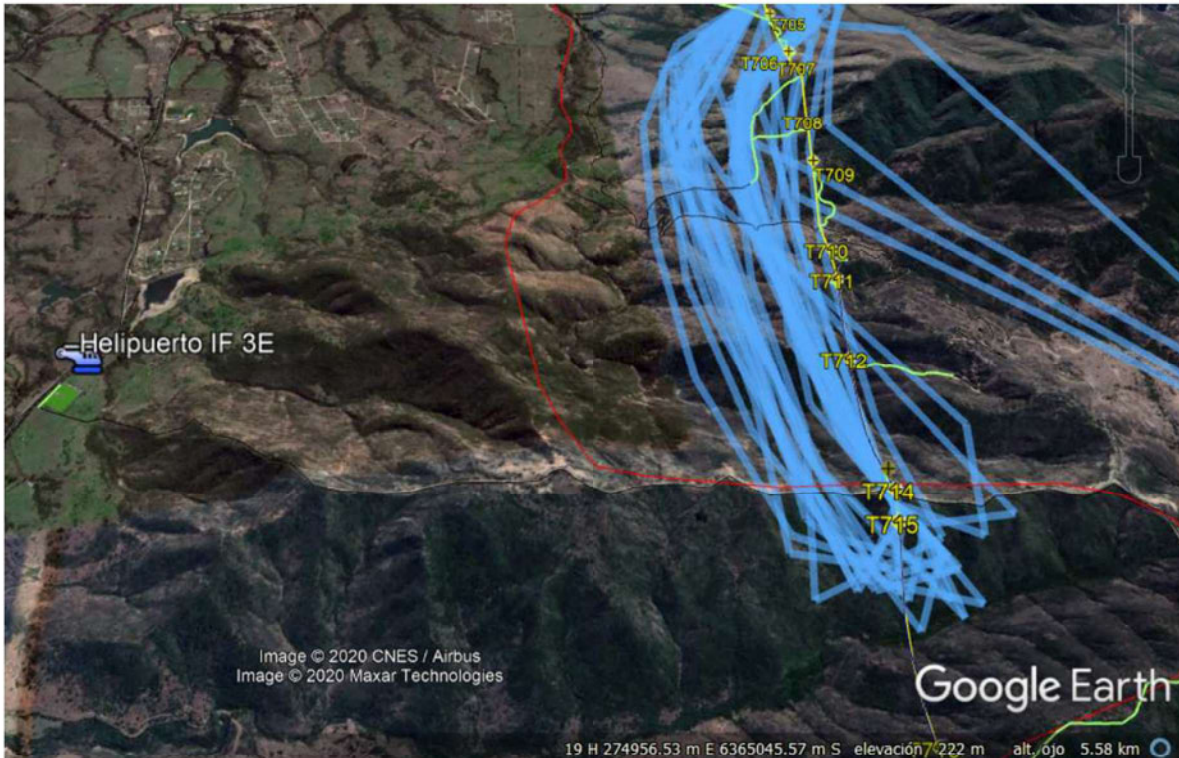 T705
T706
T707
T708
T709
T710
T711
Helipuerto IF 3E
T712
T714
T715
Image © 2020 CNES / Airbus
Image © 2020 Maxar Technologies
Google Earth
19 H 274956.53 m E 6365045.57 m S elevación 222 m alt. ojo 5.58 km